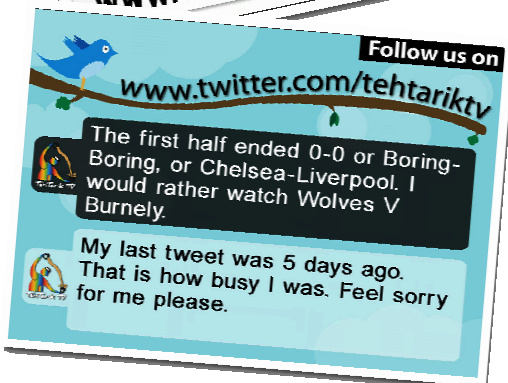 Follow us on
www.twitter.com/tehtariktv
The first half ended 0-0 or Boring-
Boring, or Chelsea-Liverpool. I
would rather watch Wolves V
Burnely.
My last tweet was 5 days ago.
That is how busy I was. Feel sorry
for me please.